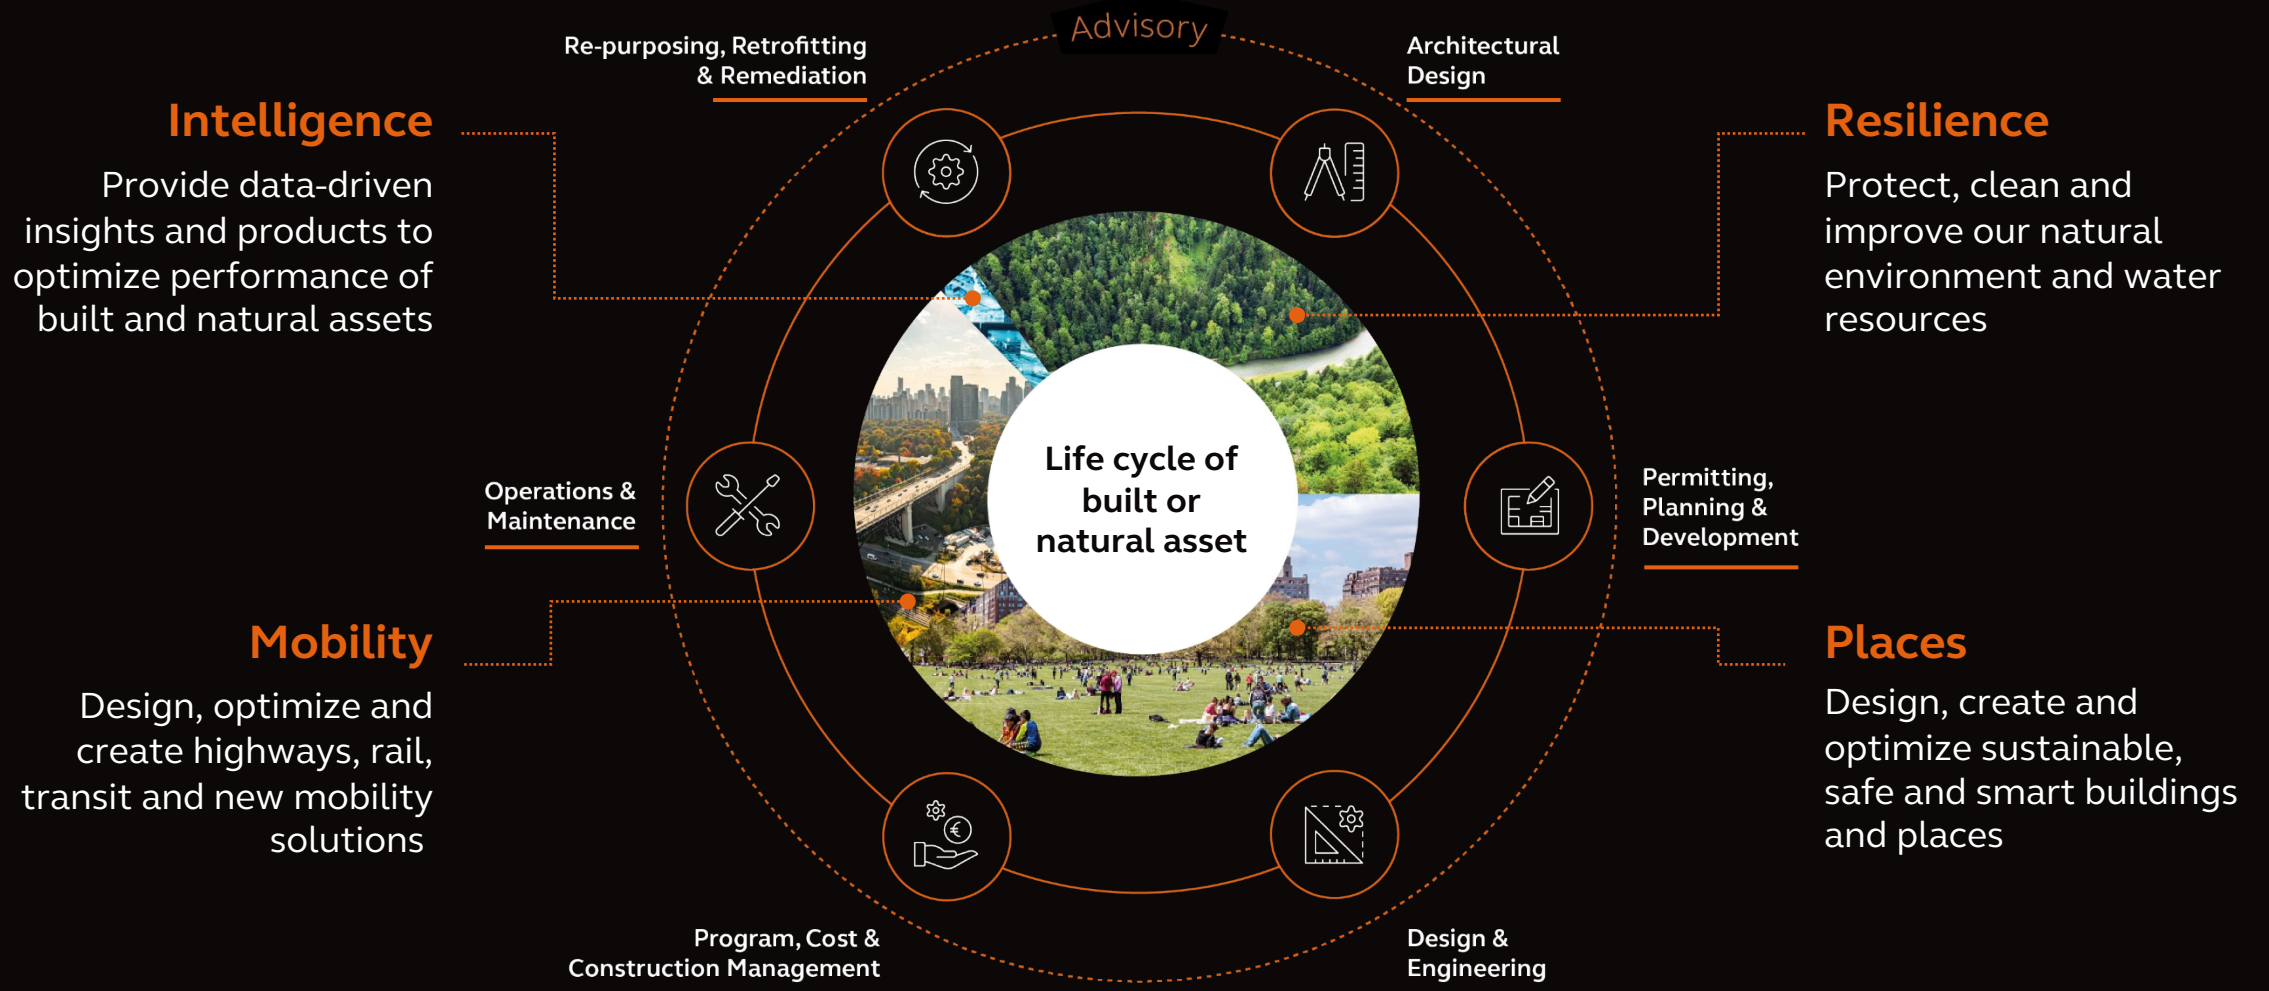 Advisory
Re-purposing, Retrofitting
& Remediation
Architectural
Design
Intelligence
Provide data-driven
insights and products to
optimize performance of
built and natural assets
Resilience
Protect, clean and
improve our natural
environment and water
resources
Life cycle of
built or
natural asset
Operations &
Maintenance
Permitting,
Planning &
Development
Mobility
Design, optimize and
create highways, rail,
transit and new mobility
solutions
Places
Design, create and
optimize sustainable,
safe and smart buildings
and places
€
Program, Cost &
Construction Management
Design &
Engineering